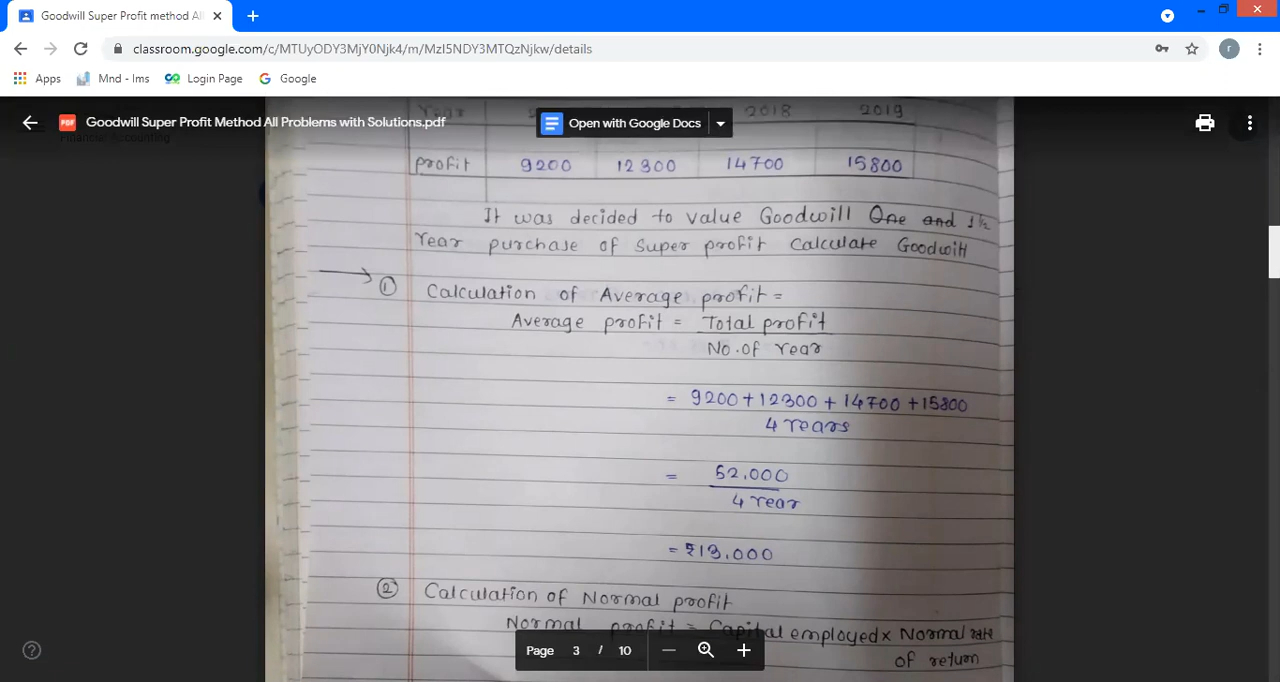 Goodwill Super Profit method All
classroom.google.com/c/MTUyODY3MjY0Njk4/m/MzI5NDY3MTQzNjkw/details
r
Apps Mnd - Ims Login Page Google
PDF Goodwill Super Profit Method All Problems with Solutions.pdf
Open with Google Docs
Year 2018 2019
Profit 9200 12300 14700 15800
It was decided to value Goodwill One and 1½
Year purchase of Super profit Calculate Goodwill
① Calculation of Average profit =
Average profit = Total profit
No. of Year
= 9200 + 12300 + 14700 + 15800
4 Years
= 52,000
4 Year
= ₹13,000
② Calculation of Normal profit
Normal profit = Capital employed x Normal rate
of return
Page 3 / 10